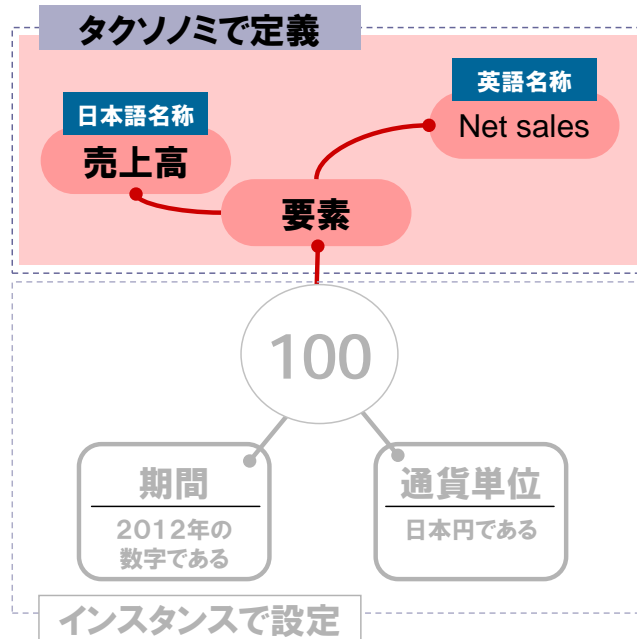 タクソノミで定義
英語名称
Net sales
日本語名称
売上高
要素
100
期間
2012年の
数字である
通貨単位
日本円である
インスタンスで設定